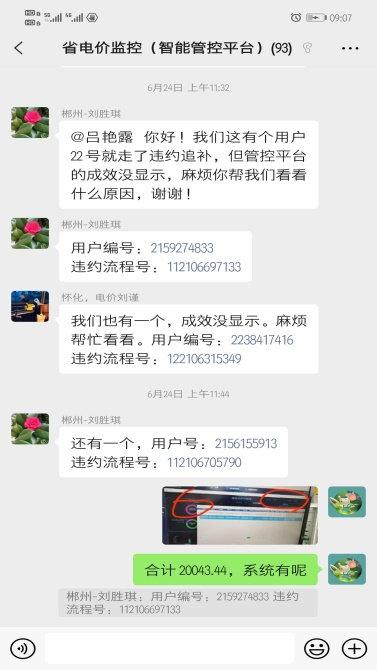 09:07
省电价监控（智能管控平台）(93)
6月24日 上午11:32
郴州-刘胜琪
@吕艳露 你好！我们这有个用户
22号就走了违约追补，但管控平台
的成效没显示，麻烦你帮我们看看
什么原因，谢谢！
郴州-刘胜琪
用户编号：2159274833
违约流程号：112106697133
怀化，电价刘谨
我们也有一个，成效没显示。麻烦
帮忙看看。用户编号：2238417416
违约流程号：122106315349
6月24日 上午11:44
郴州-刘胜琪
还有一个，用户号：2156155913
违约流程号：112106705790
合计 20043.44，系统有呢
郴州-刘胜琪：用户编号：2159274833 违约
流程号：112106697133